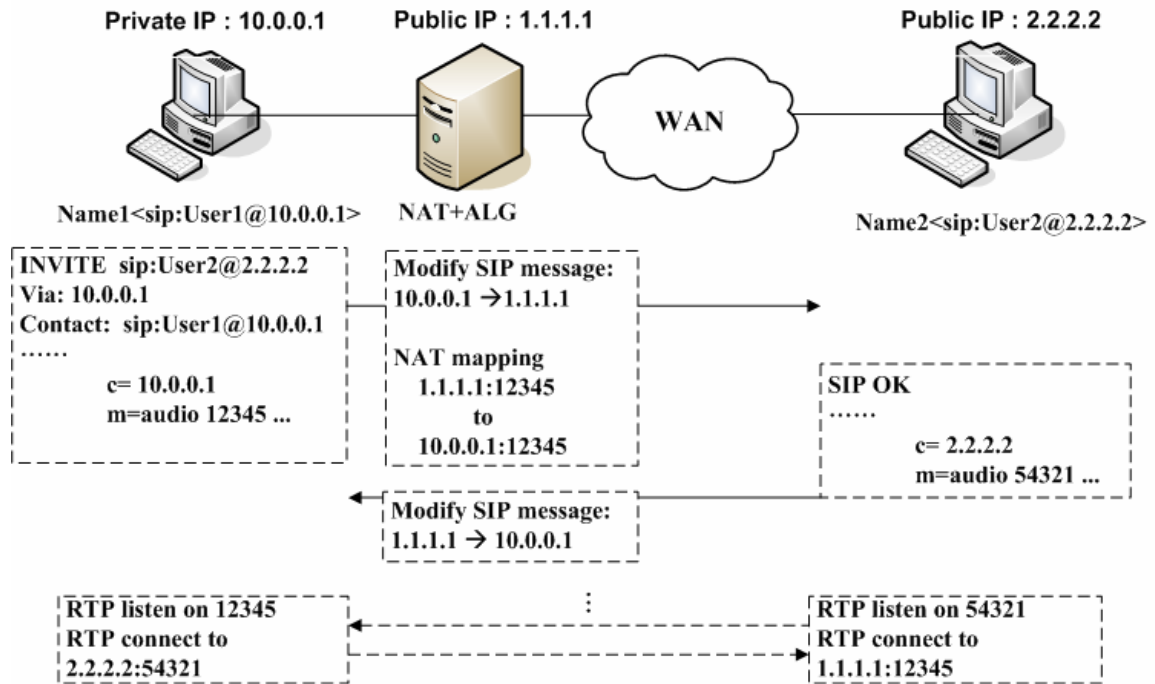 Private IP : 10.0.0.1
Public IP : 1.1.1.1
Public IP : 2.2.2.2
WAN
Name1<sip:User1@10.0.0.1>
NAT+ALG
Name2<sip:User2@2.2.2.2>
INVITE sip:User2@2.2.2.2
Via: 10.0.0.1
Contact: sip:User1@10.0.0.1
......
c= 10.0.0.1
m=audio 12345 ...
Modify SIP message:
10.0.0.1 →1.1.1.1
NAT mapping
1.1.1.1:12345
to
10.0.0.1:12345
SIP OK
......
c= 2.2.2.2
m=audio 54321 ...
Modify SIP message:
1.1.1.1 → 10.0.0.1
⋮
RTP listen on 12345
RTP connect to
2.2.2.2:54321
RTP listen on 54321
RTP connect to
1.1.1.1:12345